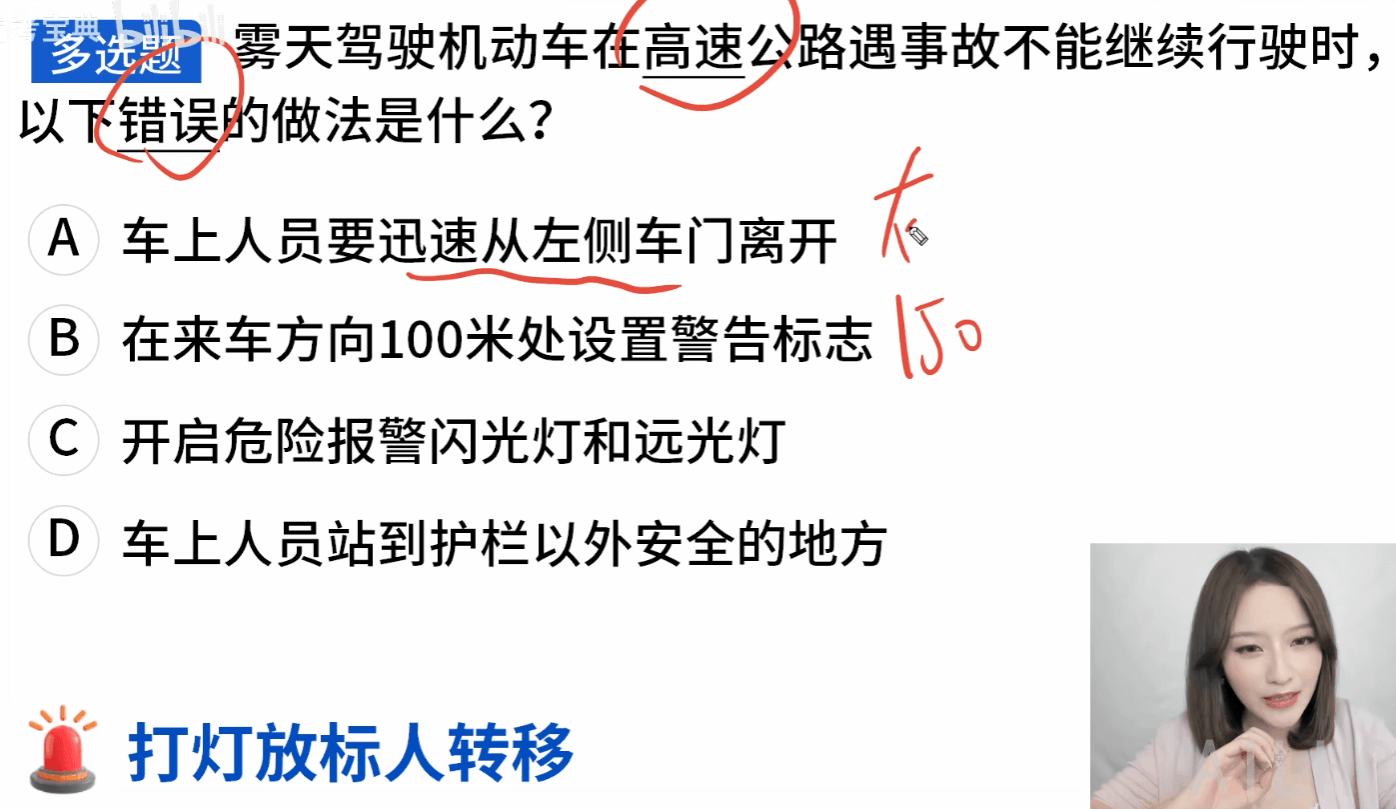 考宝典 bilibili
多选题 雾天驾驶机动车在高速公路遇事故不能继续行驶时，
以下错误的做法是什么？
A 车上人员要迅速从左侧车门离开
B 在来车方向100米处设置警告标志 150
C 开启危险报警闪光灯和远光灯
D 车上人员站到护栏以外安全的地方
打灯放标人转移